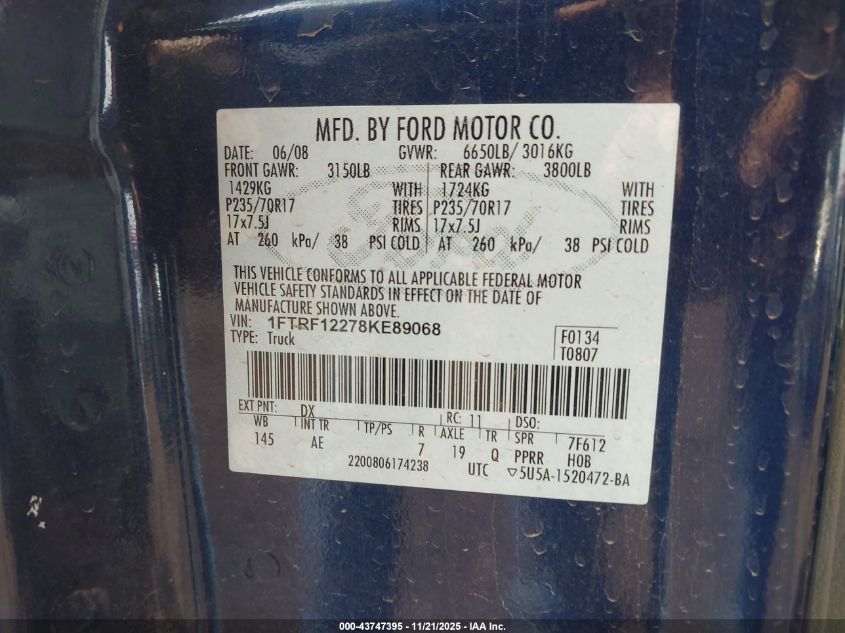 MFD. BY FORD MOTOR CO.
DATE: 06/08 GVWR: 6650LB/ 3016KG
FRONT GAWR: 3150LB REAR GAWR: 3800LB
1429KG WITH 1724KG WITH
P235/70R17 TIRES P235/70R17 TIRES
17x7.5J RIMS 17x7.5J RIMS
AT 260 kPa/ 38 PSI COLD AT 260 kPa/ 38 PSI COLD
Ford
THIS VEHICLE CONFORMS TO ALL APPLICABLE FEDERAL MOTOR
VEHICLE SAFETY STANDARDS IN EFFECT ON THE DATE OF
MANUFACTURE SHOWN ABOVE.
VIN: 1FTRF12278KE89068
TYPE: Truck
F0134
T0807
EXT PNT: DX RC: 11 DSO:
WB INT TR TP/PS R AXLE TR SPR 7F612
145 AE 7 19 Q PPRR HOB
2200806174238 UTC ▽5U5A-1520472-BA
000-43747395 - 11/21/2025 - IAA Inc.